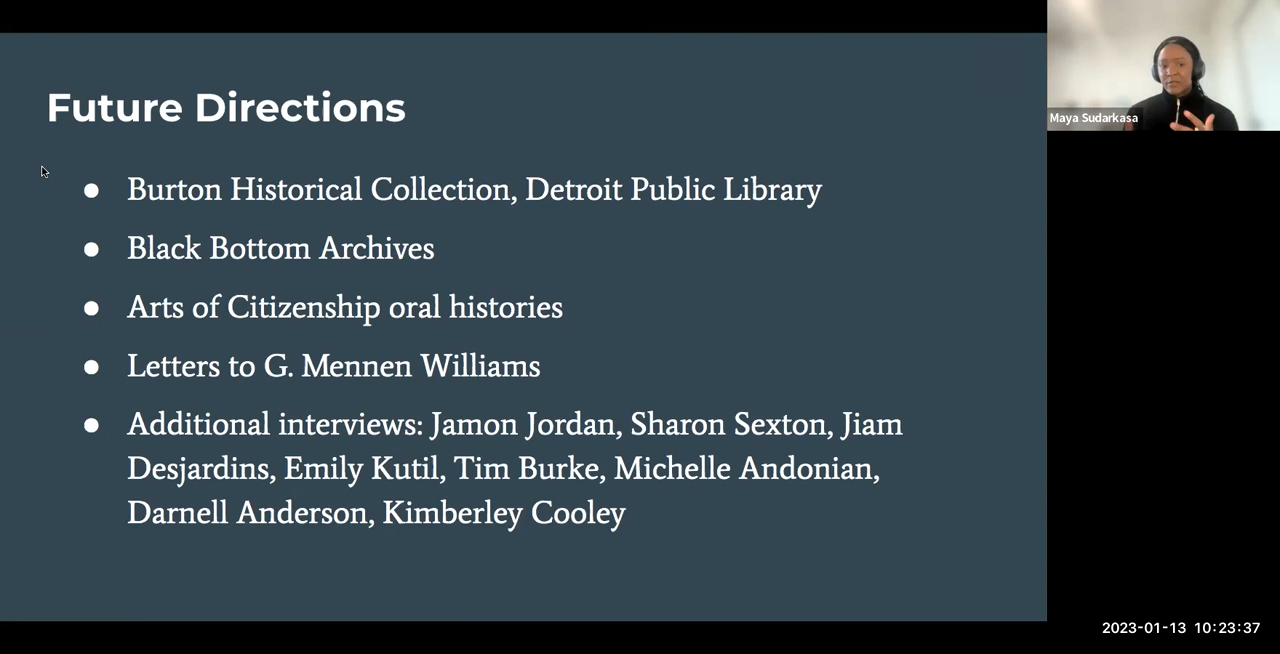 Future Directions
Maya Sudarkasa
● Burton Historical Collection, Detroit Public Library
● Black Bottom Archives
● Arts of Citizenship oral histories
● Letters to G. Mennen Williams
● Additional interviews: Jamon Jordan, Sharon Sexton, Jiam
Desjardins, Emily Kutil, Tim Burke, Michelle Andonian,
Darnell Anderson, Kimberley Cooley
2023-01-13 10:23:37